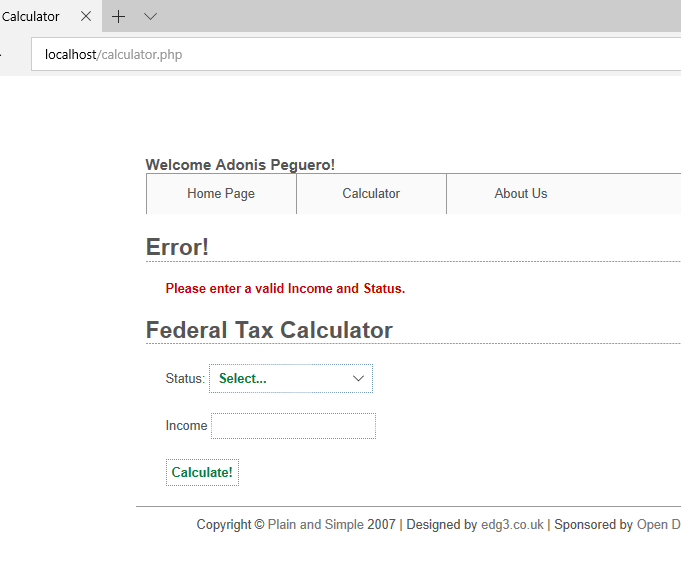 Calculator
localhost/calculator.php
Welcome Adonis Peguero!
Home Page Calculator About Us
Error!
Please enter a valid Income and Status.
Federal Tax Calculator
Status: Select...
Income
Calculate!
Copyright © Plain and Simple 2007 | Designed by edg3.co.uk | Sponsored by Open D